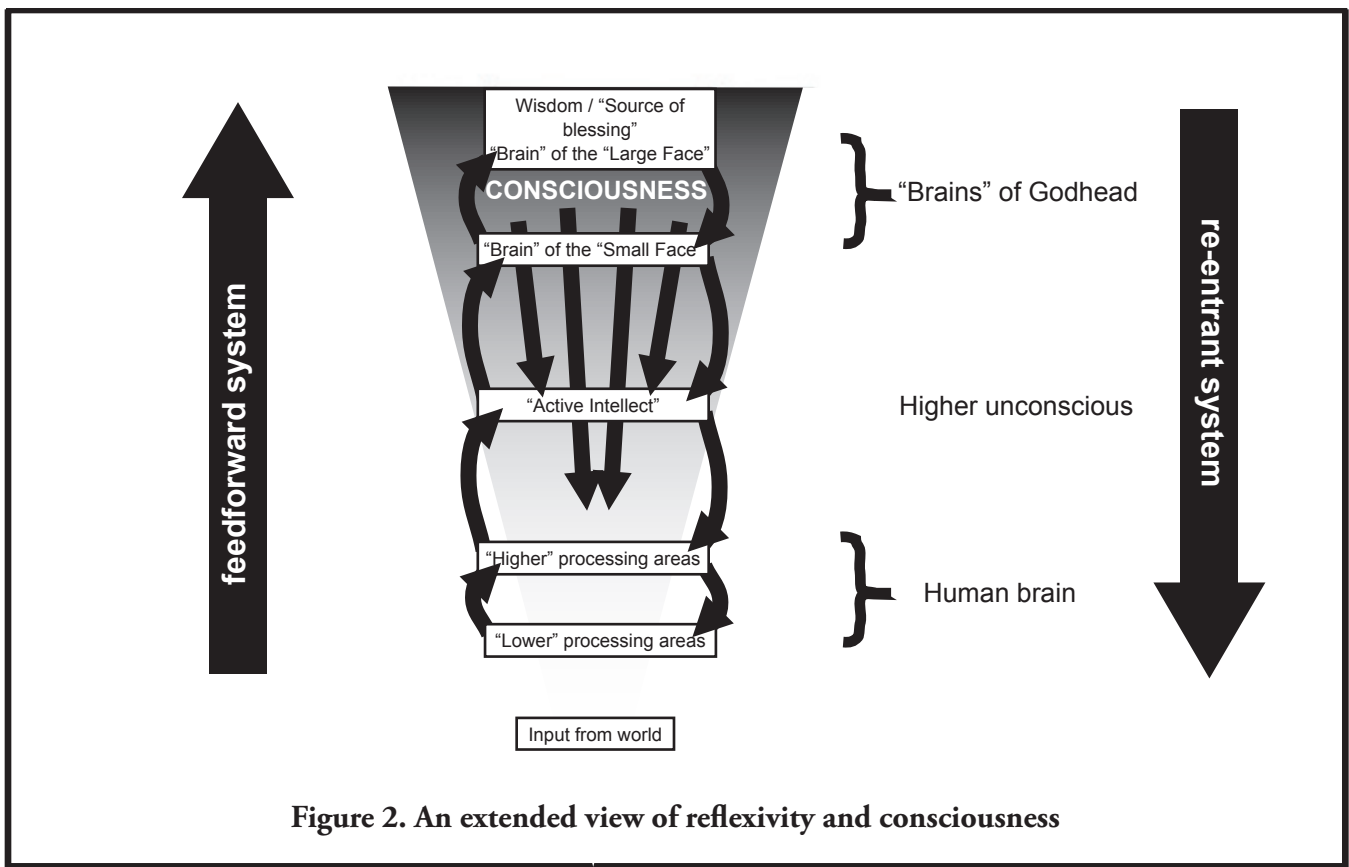 Wisdom / “Source of
blessing”
“Brain” of the “Large Face”
CONSCIOUSNESS
“Brain” of the “Small Face
“Active Intellect”
“Higher” processing areas
“Lower” processing areas
Input from world
feedforward system
“Brains” of Godhead
Higher unconscious
Human brain
re-entrant system
Figure 2. An extended view of reflexivity and consciousness